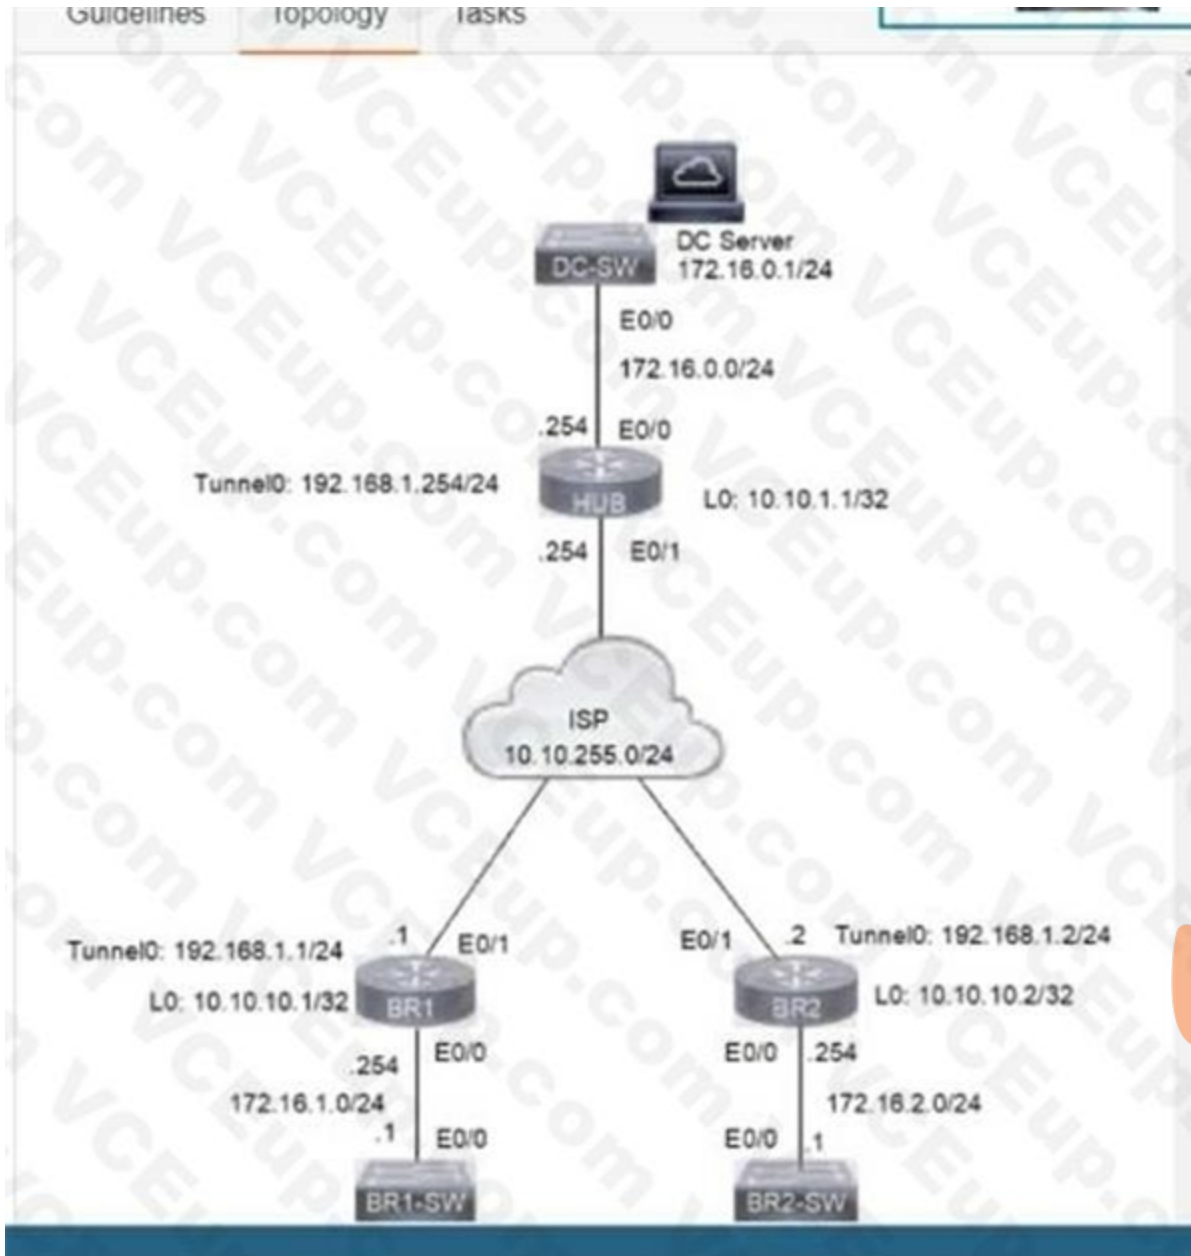 Guidelines
Topology
Tasks
DC Server
172.16.0.1/24
DC-SW
E0/0
172.16.0.0/24
.254
E0/0
Tunnel0: 192.168.1.254/24
HUB
L0: 10.10.1.1/32
.254
E0/1
ISP
10.10.255.0/24
Tunnel0: 192.168.1.1/24
.1
E0/1
E0/1
.2
Tunnel0: 192.168.1.2/24
L0: 10.10.10.1/32
BR1
BR2
L0: 10.10.10.2/32
.254
E0/0
E0/0
.254
172.16.1.0/24
172.16.2.0/24
.1
E0/0
E0/0
.1
BR1-SW
BR2-SW
VCEup.com